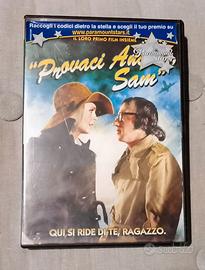 Raccogli i codici dietro la stella e scegli il tuo premio su
www.paramountstars.it
IL LORO PRIMO FILM INSIEME
"Provaci An
Sam"
QUI SI RIDE DI TE, RAGAZZO.